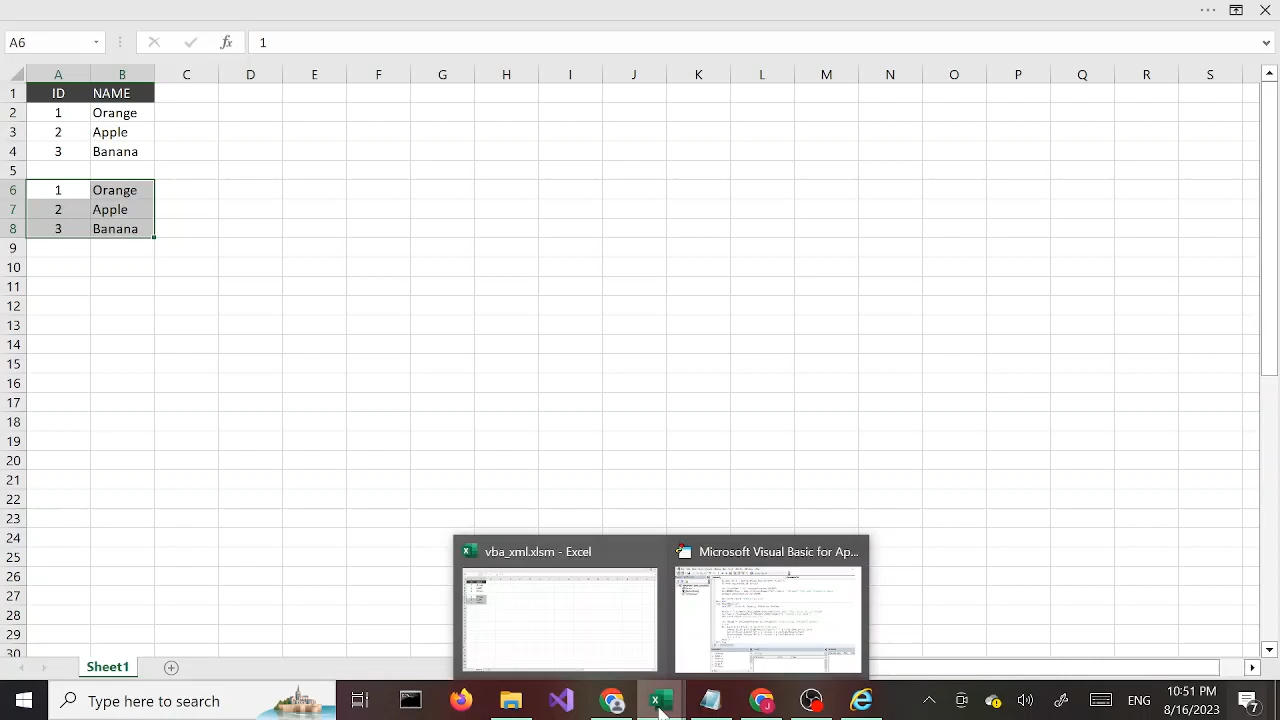 A6 fx 1
A B C D E F G H I J K L M N O P Q R S
1 ID NAME
2 1 Orange
3 2 Apple
4 3 Banana
5
6 1 Orange
7 2 Apple
8 3 Banana
9
10
11
12
13
14
15
16
17
18
19
20
21
22
23
24
25
26
27
28
29
30
vba_xml.xlsm - Excel Microsoft Visual Basic for Ap...
Sheet1
Type here to search
ENG
8/16/2023
7